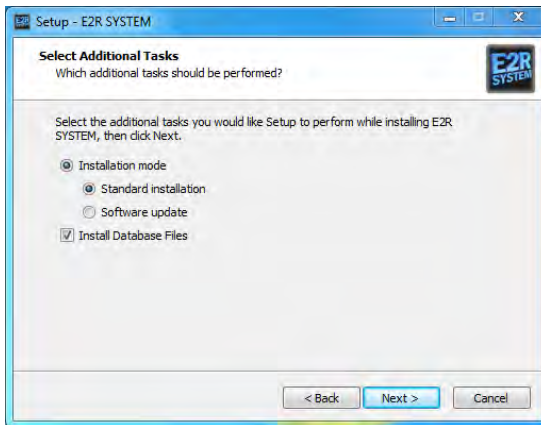 Setup - E2R SYSTEM
Select Additional Tasks
Which additional tasks should be performed?
E2R
SYSTEM
Select the additional tasks you would like Setup to perform while installing E2R
SYSTEM, then click Next.
Installation mode
Standard installation
Software update
Install Database Files
< Back
Next >
Cancel